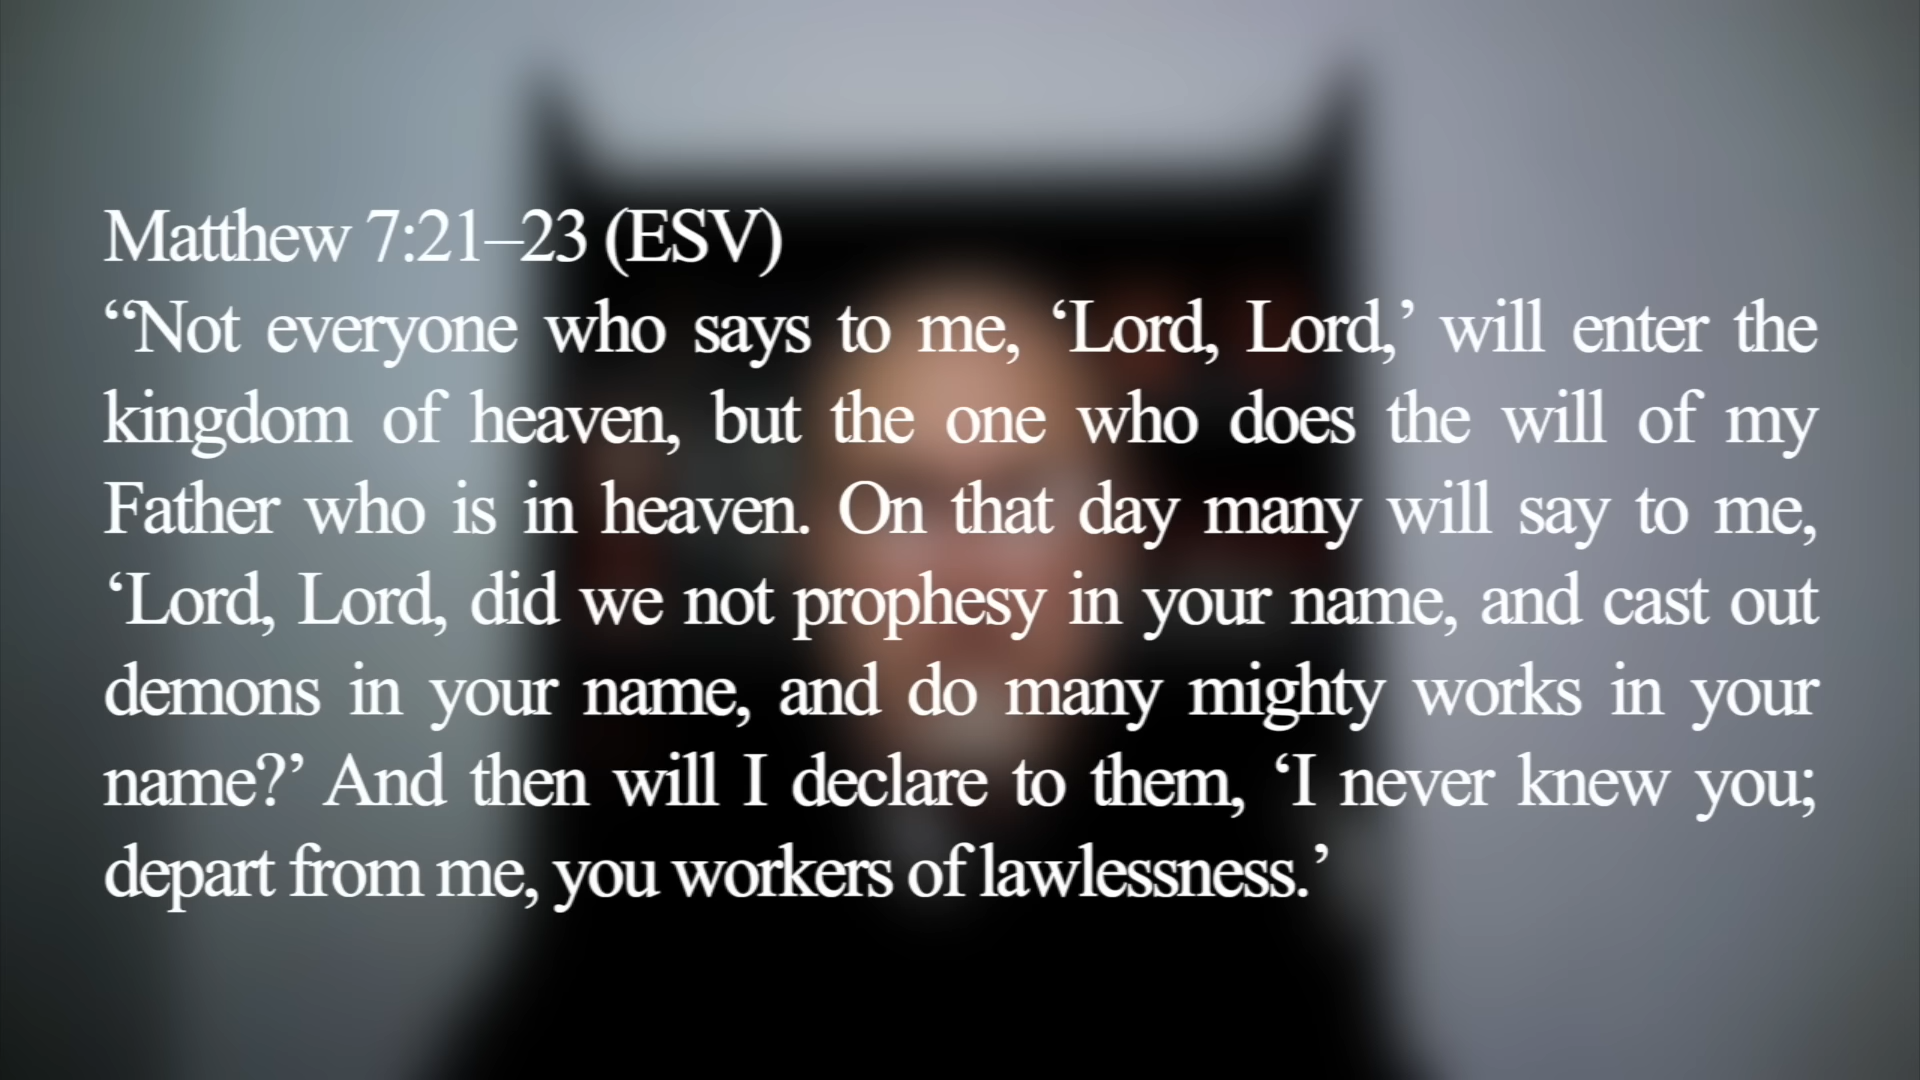 Matthew 7:21–23 (ESV)
“Not everyone who says to me, ‘Lord, Lord,’ will enter the
kingdom of heaven, but the one who does the will of my
Father who is in heaven. On that day many will say to me,
‘Lord, Lord, did we not prophesy in your name, and cast out
demons in your name, and do many mighty works in your
name?’ And then will I declare to them, ‘I never knew you;
depart from me, you workers of lawlessness.’